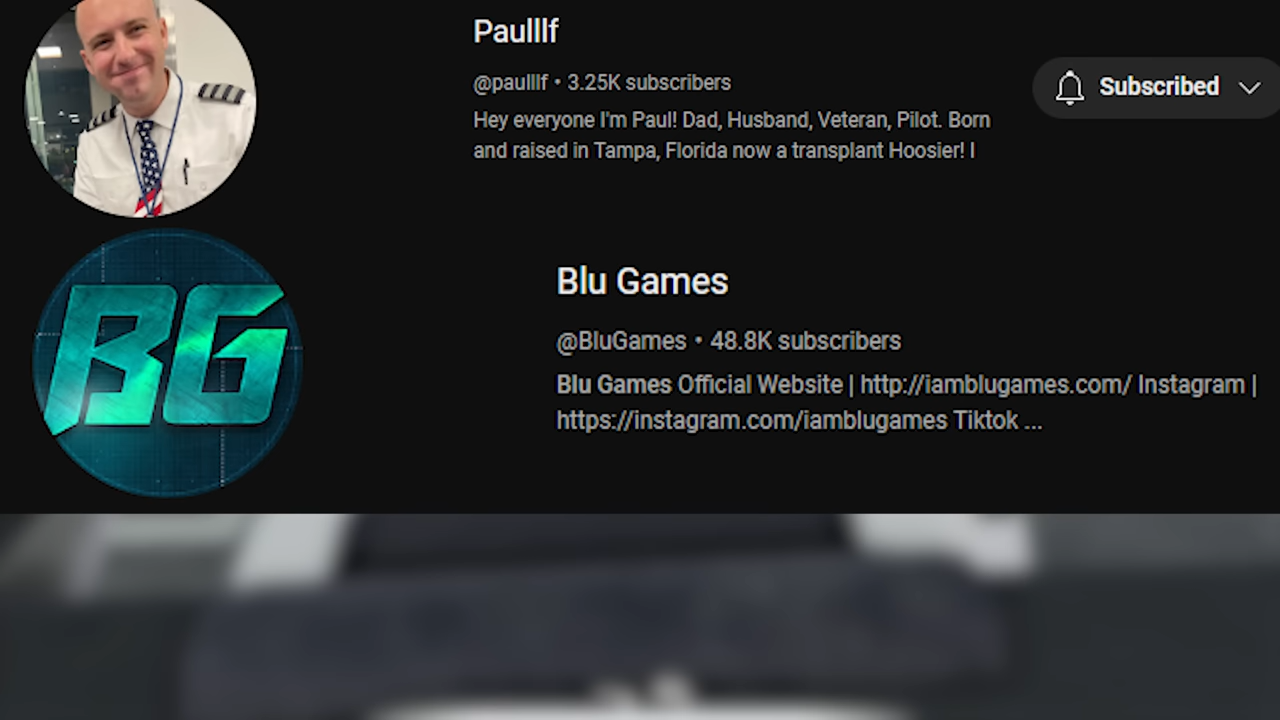 Paulllf
@paulllf • 3.25K subscribers
Subscribed
Hey everyone I'm Paul! Dad, Husband, Veteran, Pilot. Born
and raised in Tampa, Florida now a transplant Hoosier! I
BG
Blu Games
@BluGames • 48.8K subscribers
Blu Games Official Website | http://iamblugames.com/ Instagram |
https://instagram.com/iamblugames Tiktok ...